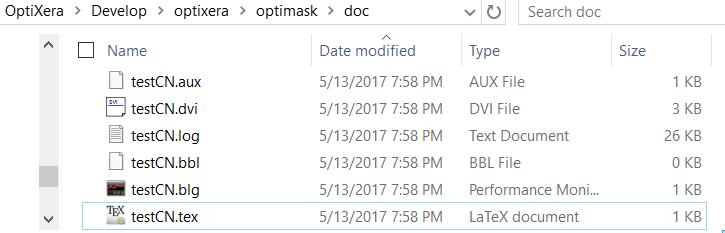 OptiXera > Develop > optixera > optimask > doc Search doc
Name Date modified Type Size
testCN.aux 5/13/2017 7:58 PM AUX File 1 KB
testCN.dvi 5/13/2017 7:58 PM DVI File 3 KB
testCN.log 5/13/2017 7:58 PM Text Document 26 KB
testCN.bbl 5/13/2017 7:58 PM BBL File 0 KB
testCN.blg 5/13/2017 7:58 PM Performance Moni... 1 KB
testCN.tex 5/13/2017 7:58 PM LaTeX document 1 KB